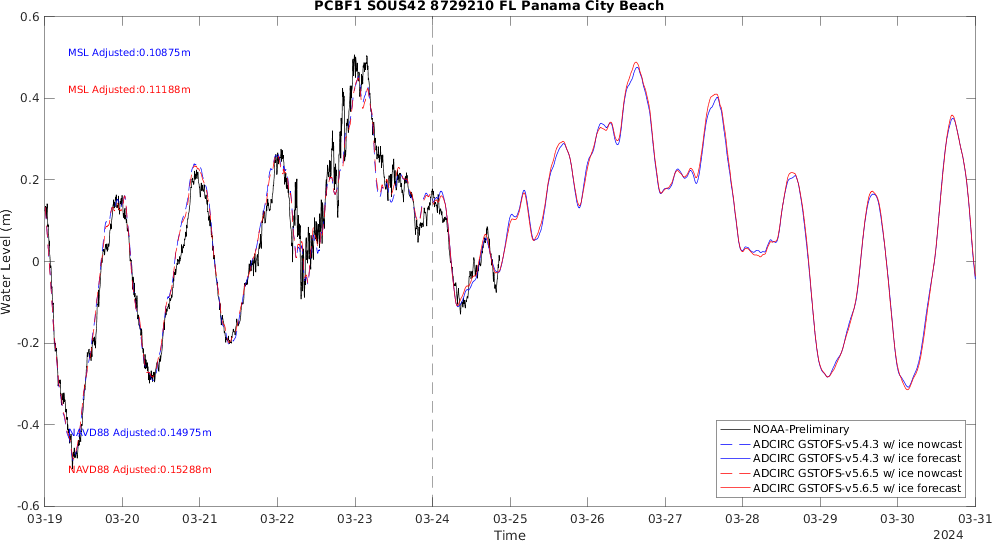 PCBF1 SOUS42 8729210 FL Panama City Beach
MSL Adjusted:0.10875m
MSL Adjusted:0.11188m
NAVD88 Adjusted:0.14975m
NAVD88 Adjusted:0.15288m
Water Level (m)
0.6
0.4
0.2
0
-0.2
-0.4
-0.6
NOAA-Preliminary
ADCIRC GSTOFS-v5.4.3 w/ ice nowcast
ADCIRC GSTOFS-v5.4.3 w/ ice forecast
ADCIRC GSTOFS-v5.6.5 w/ ice nowcast
ADCIRC GSTOFS-v5.6.5 w/ ice forecast
03-19 03-20 03-21 03-22 03-23 03-24 03-25 03-26 03-27 03-28 03-29 03-30 03-31
Time
2024